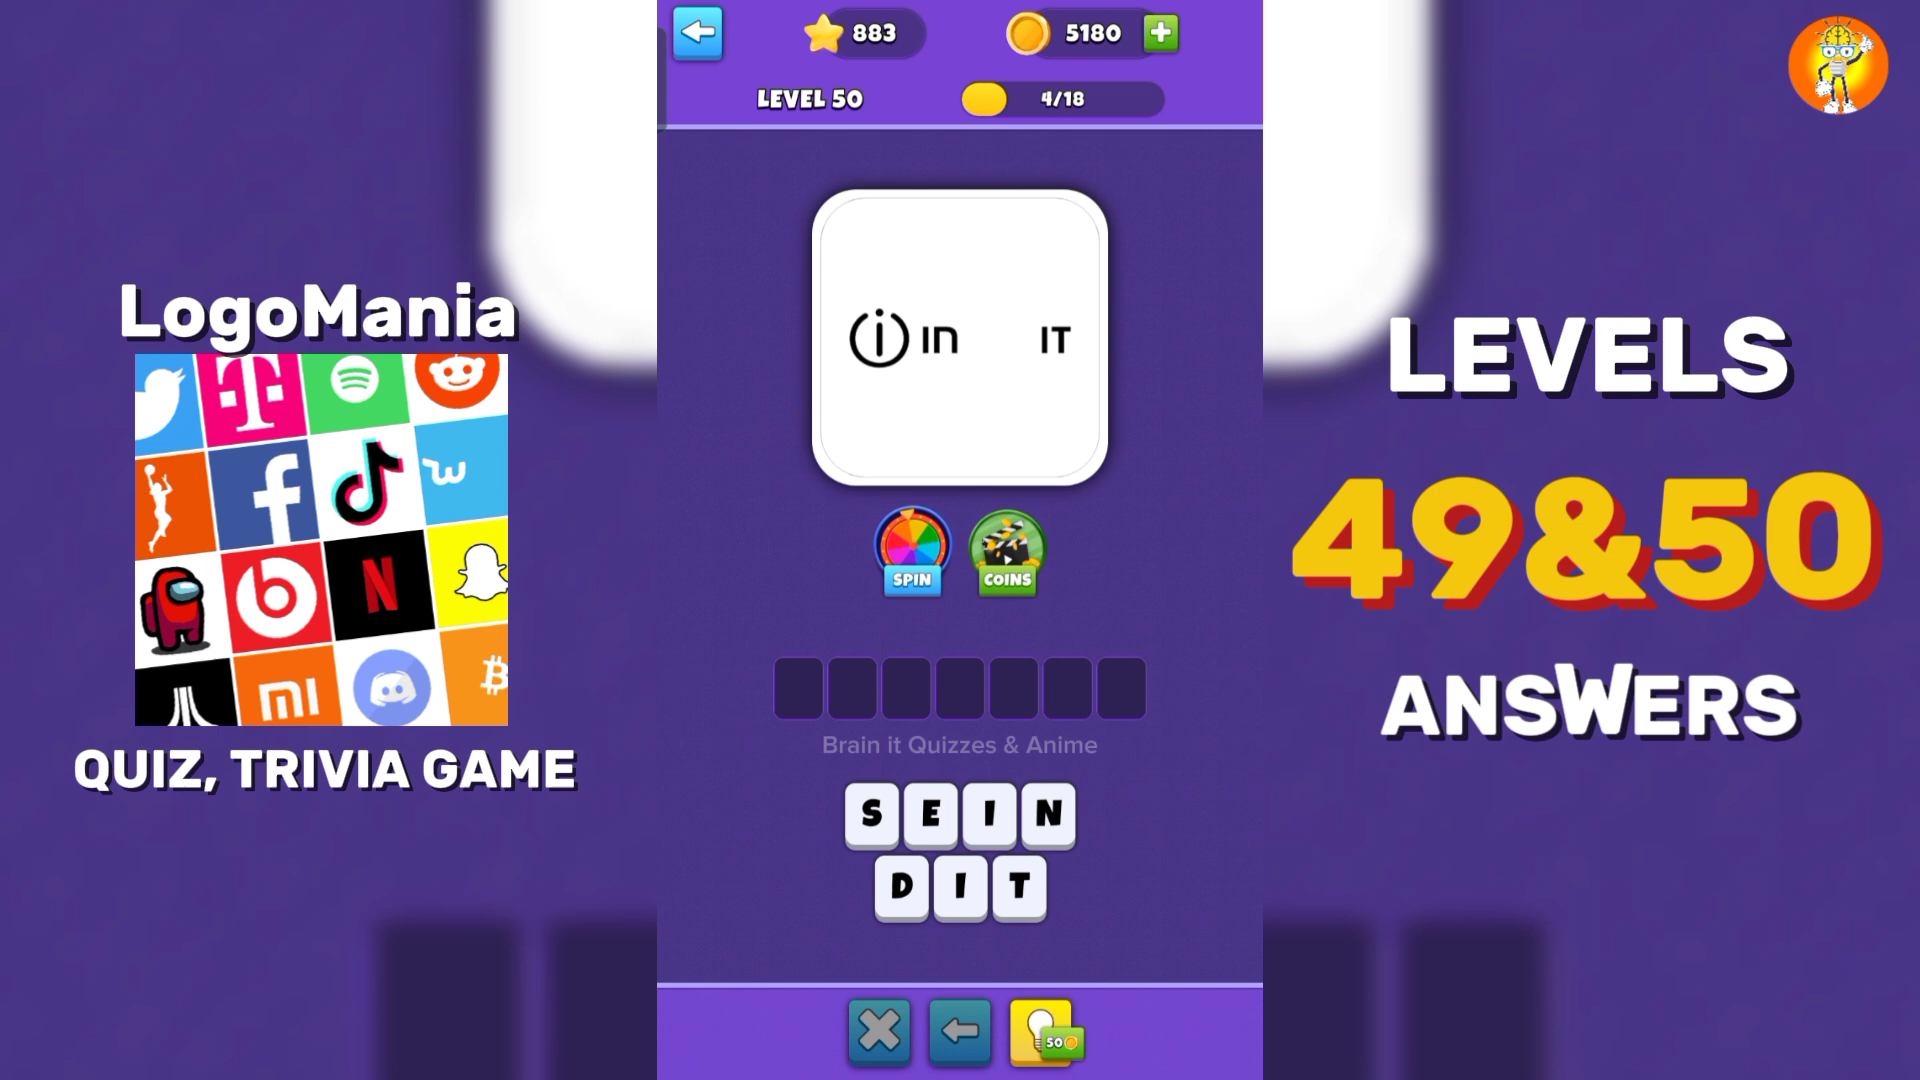 883
5180
LEVEL 50
4/18
LogoMania
QUIZ, TRIVIA GAME
In IT
SPIN
COINS
Brain it Quizzes & Anime
S E I N
D I T
50
LEVELS
49&50
ANSWERS